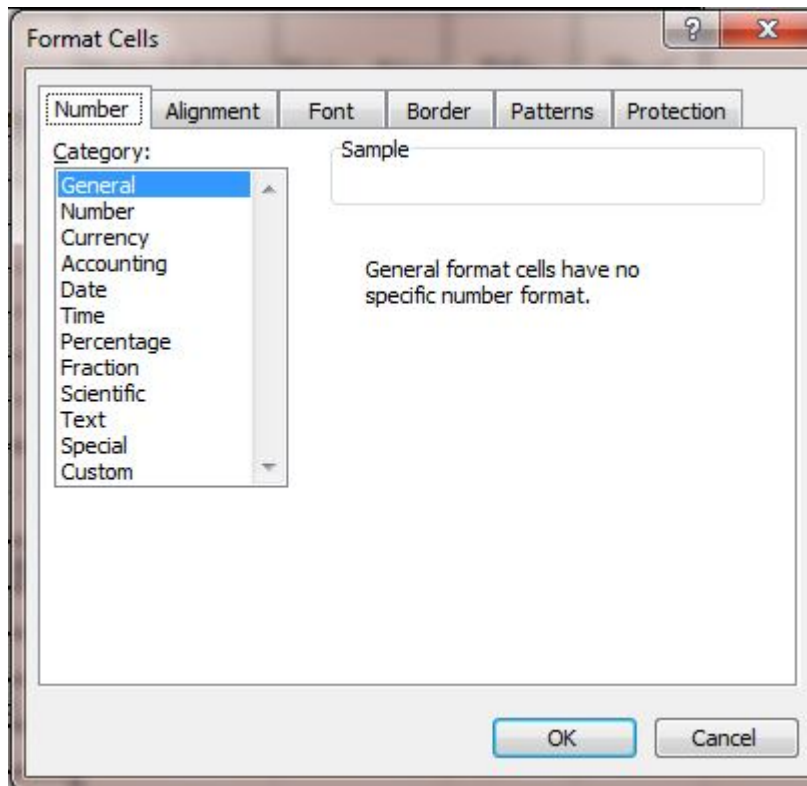 Format Cells
Number Alignment Font Border Patterns Protection
Category:
Sample
General
Number
Currency
Accounting
Date
Time
Percentage
Fraction
Scientific
Text
Special
Custom
General format cells have no
specific number format.
OK Cancel